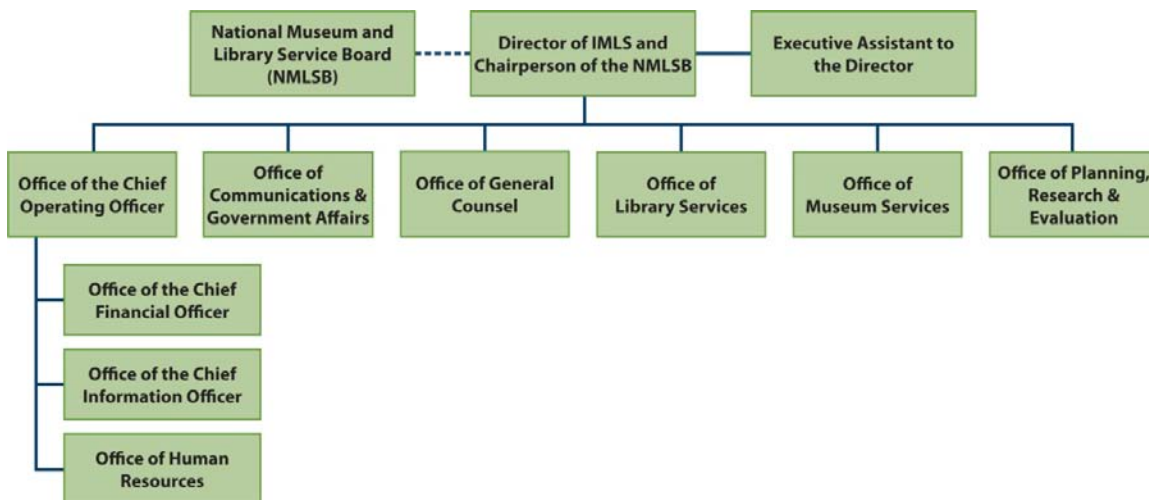 National Museum and
Library Service Board
(NMLSB)
Director of IMLS and
Chairperson of the NMLSB
Executive Assistant to
the Director
Office of the Chief
Operating Officer
Office of
Communications &
Government Affairs
Office of General
Counsel
Office of
Library Services
Office of
Museum Services
Office of Planning,
Research &
Evaluation
Office of the Chief
Financial Officer
Office of the Chief
Information Officer
Office of Human
Resources